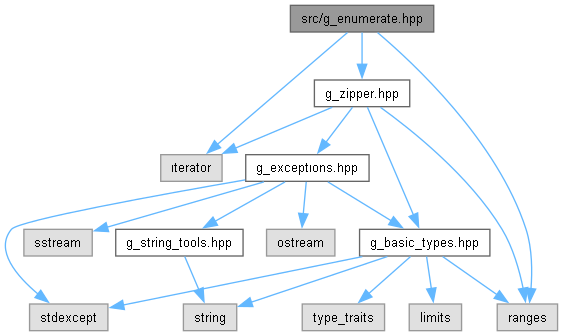 src/g_enumerate.hpp
g_zipper.hpp
iterator
g_exceptions.hpp
sstream
g_string_tools.hpp
ostream
g_basic_types.hpp
stdexcept
string
type_traits
limits
ranges